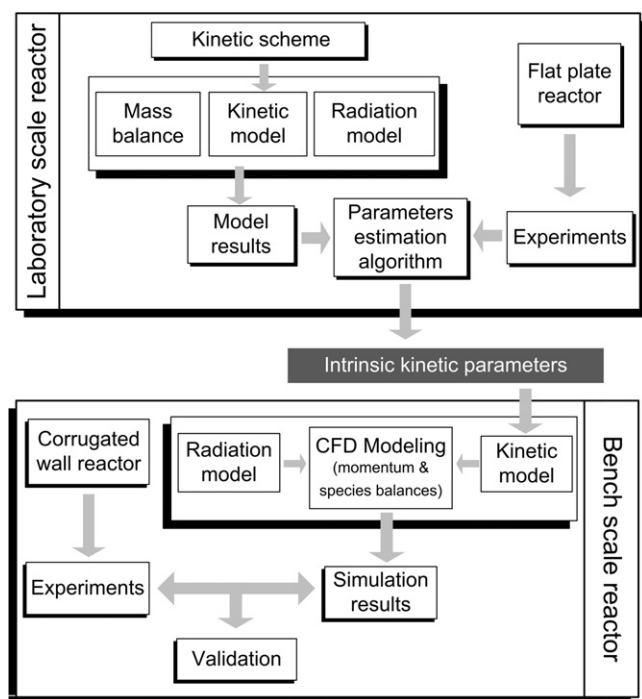 Laboratory scale reactor
Kinetic scheme
Flat plate
reactor
Mass
balance
Kinetic
model
Radiation
model
Model
results
Parameters
estimation
algorithm
Experiments
Intrinsic kinetic parameters
Bench scale reactor
Corrugated
wall reactor
Radiation
model
CFD Modeling
(momentum &
species balances)
Kinetic
model
Experiments
Simulation
results
Validation